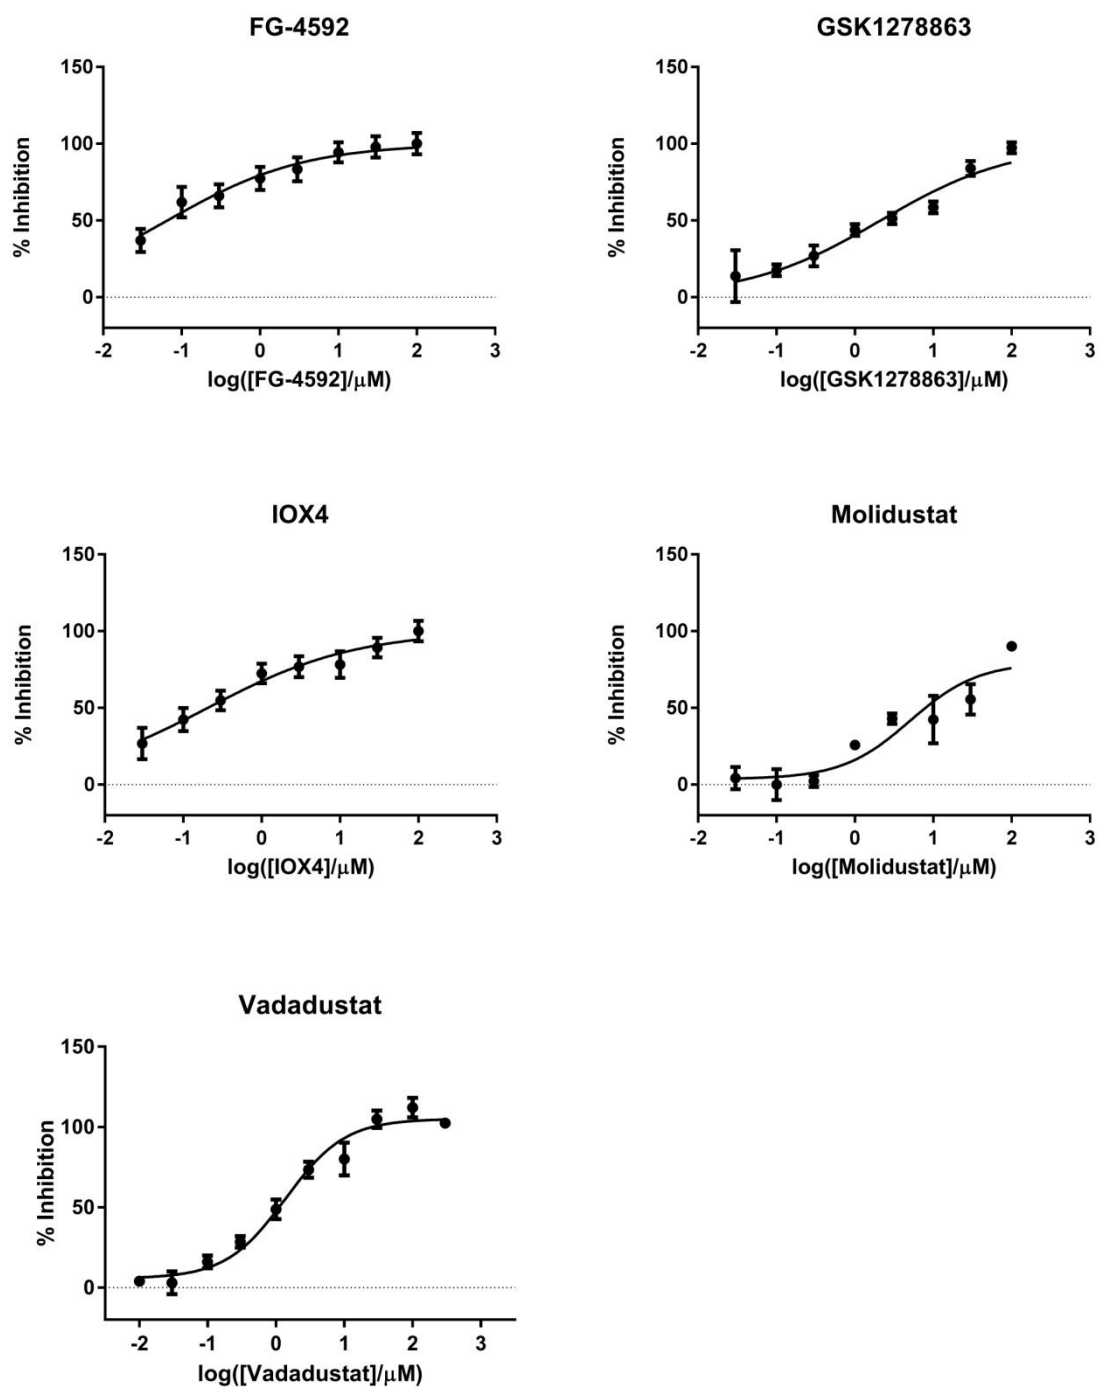 FG-4592
150
100
50
0
% Inhibition
-2 -1 0 1 2 3
log([FG-4592]/μM)
GSK1278863
150
100
50
0
% Inhibition
-2 -1 0 1 2 3
log([GSK1278863]/μM)
IOX4
150
100
50
0
% Inhibition
-2 -1 0 1 2 3
log([IOX4]/μM)
Molidustat
150
100
50
0
% Inhibition
-2 -1 0 1 2 3
log([Molidustat]/μM)
Vadadustat
150
100
50
0
% Inhibition
-2 -1 0 1 2 3
log([Vadadustat]/μM)